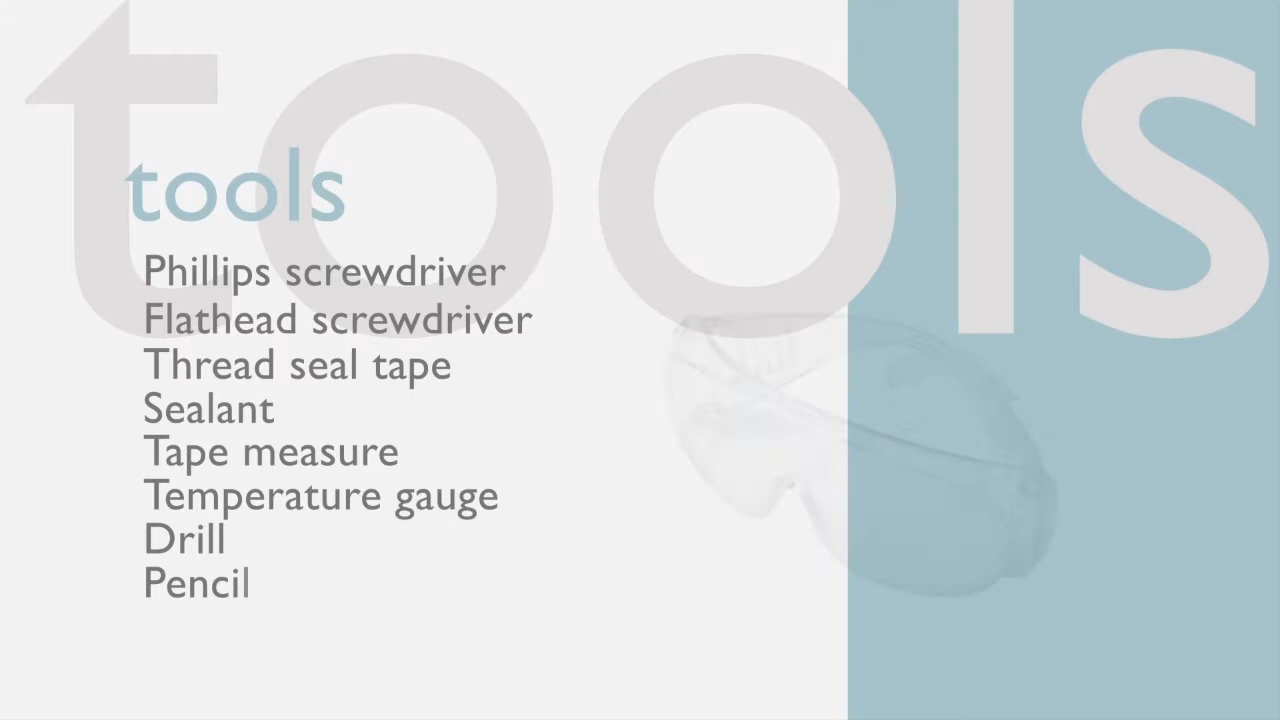 tools
tools
Phillips screwdriver
Flathead screwdriver
Thread seal tape
Sealant
Tape measure
Temperature gauge
Drill
Pencil